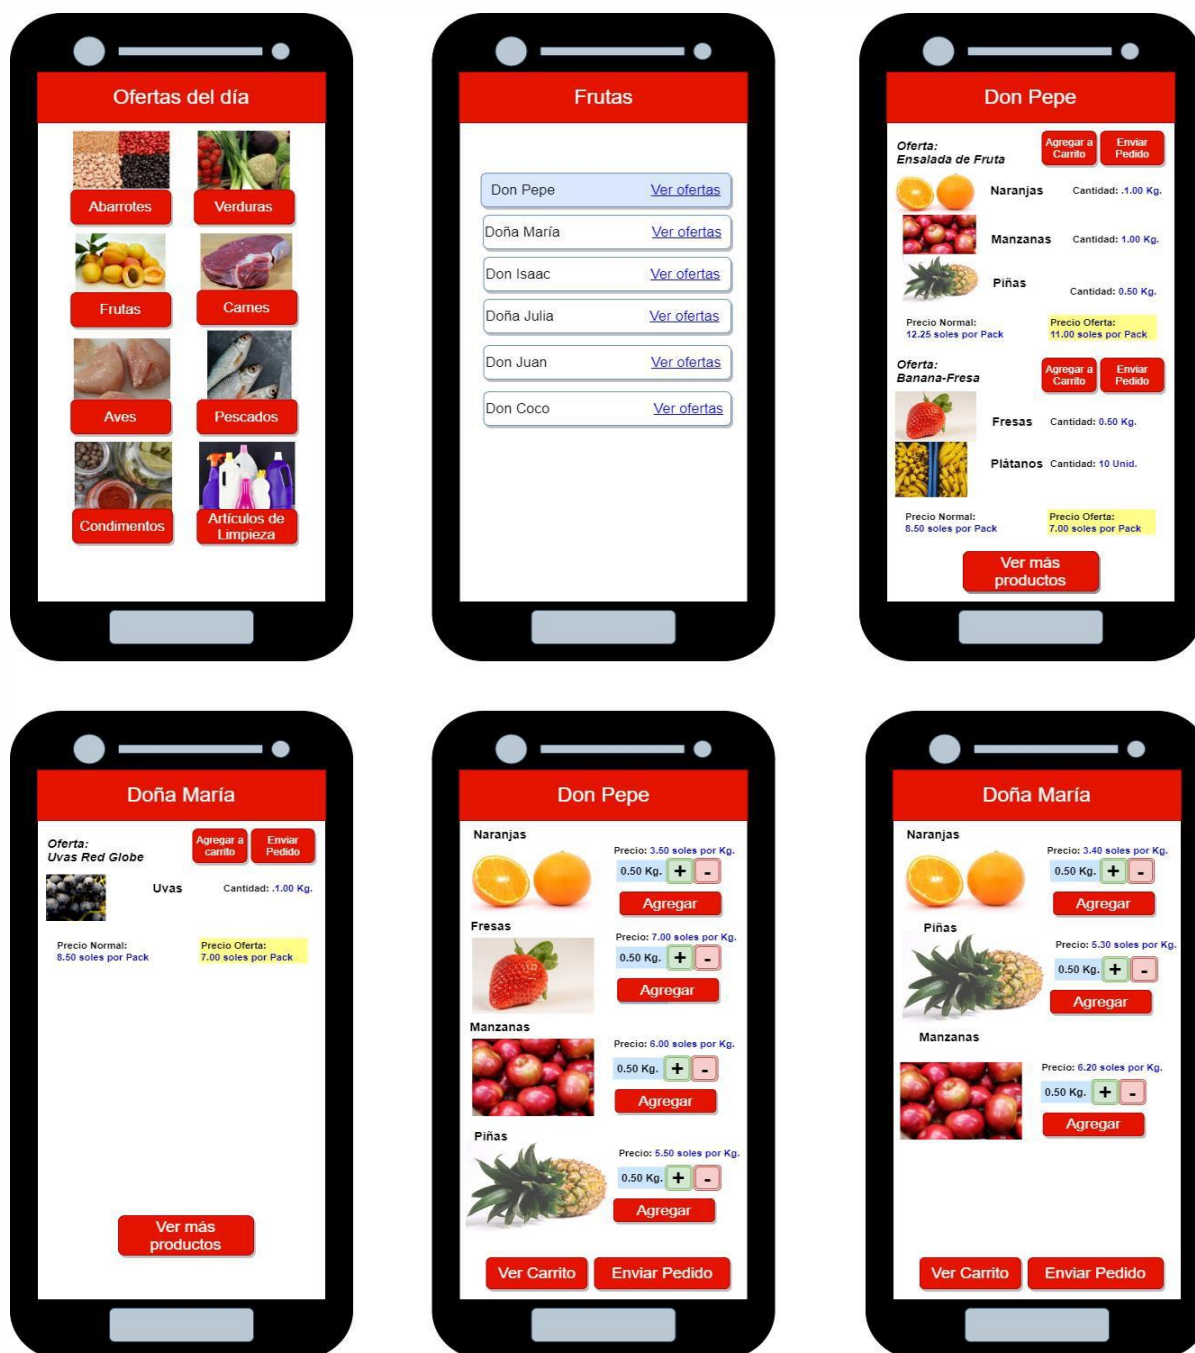 Ofertas del día
Abarrotes
Verduras
Frutas
Carnes
Aves
Pescados
Condimentos
Artículos de
Limpieza
Frutas
Don Pepe Ver ofertas
Doña María Ver ofertas
Don Isaac Ver ofertas
Doña Julia Ver ofertas
Don Juan Ver ofertas
Don Coco Ver ofertas
Don Pepe
Oferta:
Ensalada de Fruta
Agregar a
Carrito
Enviar
Pedido
Naranjas Cantidad: .1.00 Kg.
Manzanas Cantidad: 1.00 Kg.
Piñas Cantidad: 0.50 Kg.
Precio Normal:
12.25 soles por Pack
Precio Oferta:
11.00 soles por Pack
Oferta:
Banana-Fresa
Agregar a
Carrito
Enviar
Pedido
Fresas Cantidad: 0.50 Kg.
Plátanos Cantidad: 10 Unid.
Precio Normal:
8.50 soles por Pack
Precio Oferta:
7.00 soles por Pack
Ver más
productos
Doña María
Oferta:
Uvas Red Globe
Agregar a
carrito
Enviar
Pedido
Uvas Cantidad: .1.00 Kg.
Precio Normal:
8.50 soles por Pack
Precio Oferta:
7.00 soles por Pack
Ver más
productos
Don Pepe
Naranjas
Precio: 3.50 soles por Kg.
0.50 Kg. + -
Agregar
Fresas
Precio: 7.00 soles por Kg.
0.50 Kg. + -
Agregar
Manzanas
Precio: 6.00 soles por Kg.
0.50 Kg. + -
Agregar
Piñas
Precio: 5.50 soles por Kg.
0.50 Kg. + -
Agregar
Ver Carrito Enviar Pedido
Doña María
Naranjas
Precio: 3.40 soles por Kg.
0.50 Kg. + -
Agregar
Piñas
Precio: 5.30 soles por Kg.
0.50 Kg. + -
Agregar
Manzanas
Precio: 6.20 soles por Kg.
0.50 Kg. + -
Agregar
Ver Carrito Enviar Pedido